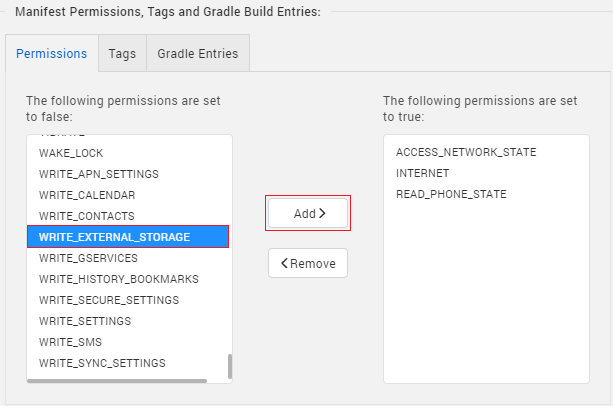 Manifest Permissions, Tags and Gradle Build Entries:
Permissions
Tags
Gradle Entries
The following permissions are set
to false:
WAKE_LOCK
WRITE_APN_SETTINGS
WRITE_CALENDAR
WRITE_CONTACTS
WRITE_EXTERNAL_STORAGE
WRITE_GSERVICES
WRITE_HISTORY_BOOKMARKS
WRITE_SECURE_SETTINGS
WRITE_SETTINGS
WRITE_SMS
WRITE_SYNC_SETTINGS
Add >
< Remove
The following permissions are set
to true:
ACCESS_NETWORK_STATE
INTERNET
READ_PHONE_STATE